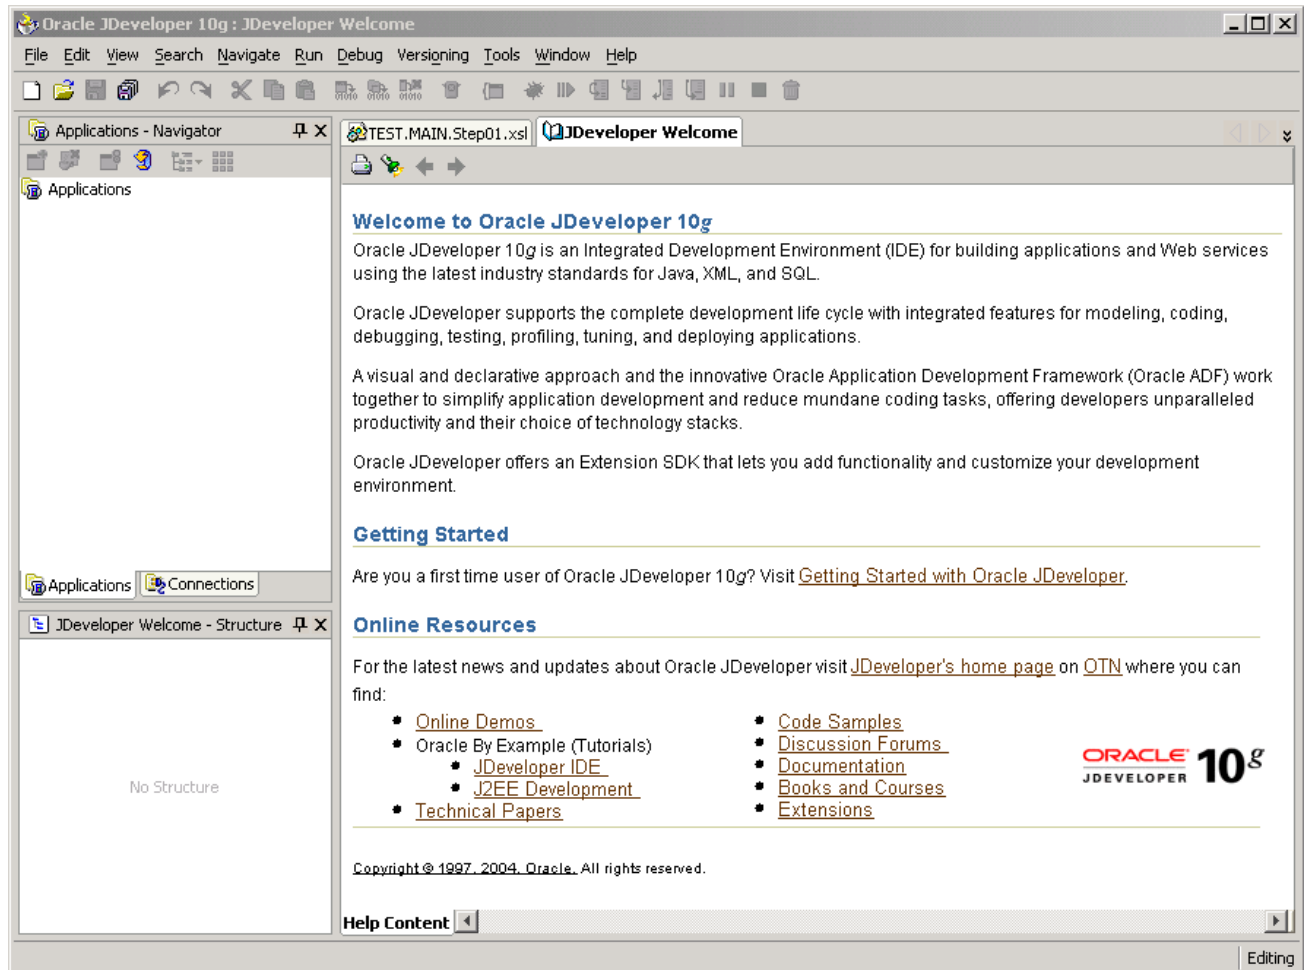 Oracle JDeveloper 10g : JDeveloper Welcome
File Edit View Search Navigate Run Debug Versioning Tools Window Help
Applications - Navigator
Applications
Applications Connections
JDeveloper Welcome - Structure
No Structure
TEST.MAIN.Step01.xsl JDeveloper Welcome
Welcome to Oracle JDeveloper 10g
Oracle JDeveloper 10g is an Integrated Development Environment (IDE) for building applications and Web services
using the latest industry standards for Java, XML, and SQL.
Oracle JDeveloper supports the complete development life cycle with integrated features for modeling, coding,
debugging, testing, profiling, tuning, and deploying applications.
A visual and declarative approach and the innovative Oracle Application Development Framework (Oracle ADF) work
together to simplify application development and reduce mundane coding tasks, offering developers unparalleled
productivity and their choice of technology stacks.
Oracle JDeveloper offers an Extension SDK that lets you add functionality and customize your development
environment.
Getting Started
Are you a first time user of Oracle JDeveloper 10g? Visit Getting Started with Oracle JDeveloper.
Online Resources
For the latest news and updates about Oracle JDeveloper visit JDeveloper's home page on OTN where you can
find:
Online Demos
Oracle By Example (Tutorials)
JDeveloper IDE
J2EE Development
Technical Papers
Code Samples
Discussion Forums
Documentation
Books and Courses
Extensions
ORACLE 10g
JDEVELOPER
Copyright © 1997, 2004, Oracle. All rights reserved.
Help Content
Editing